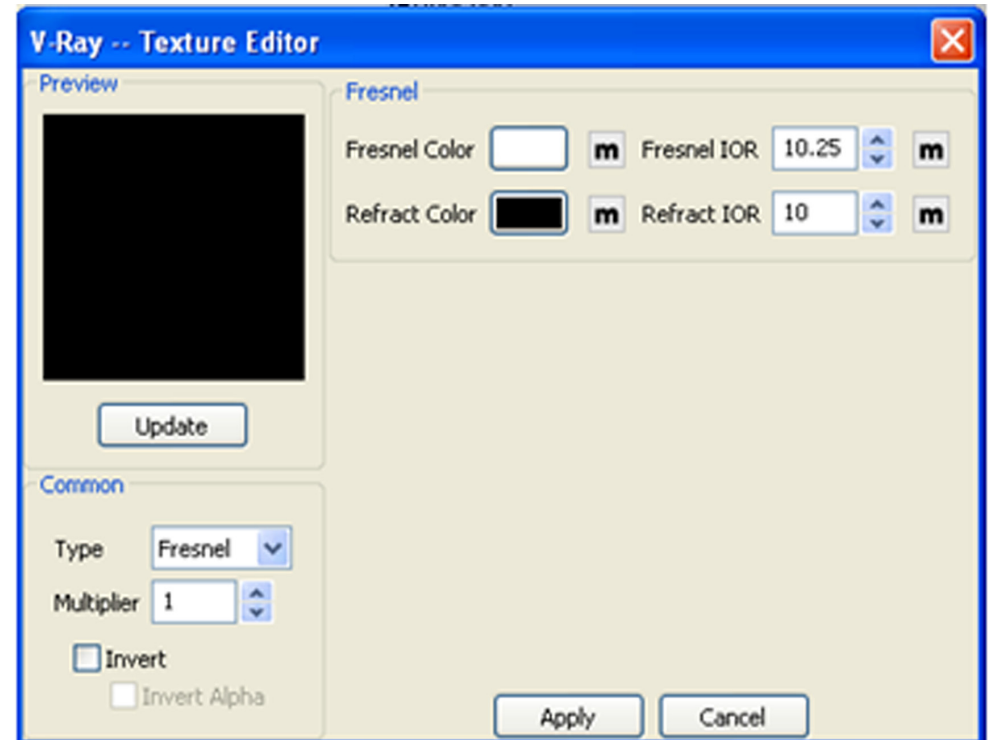 V-Ray -- Texture Editor
Preview
Update
Common
Type Fresnel
Multiplier 1
Invert
Invert Alpha
Fresnel
Fresnel Color m Fresnel IOR 10.25 m
Refract Color m Refract IOR 10 m
Apply Cancel